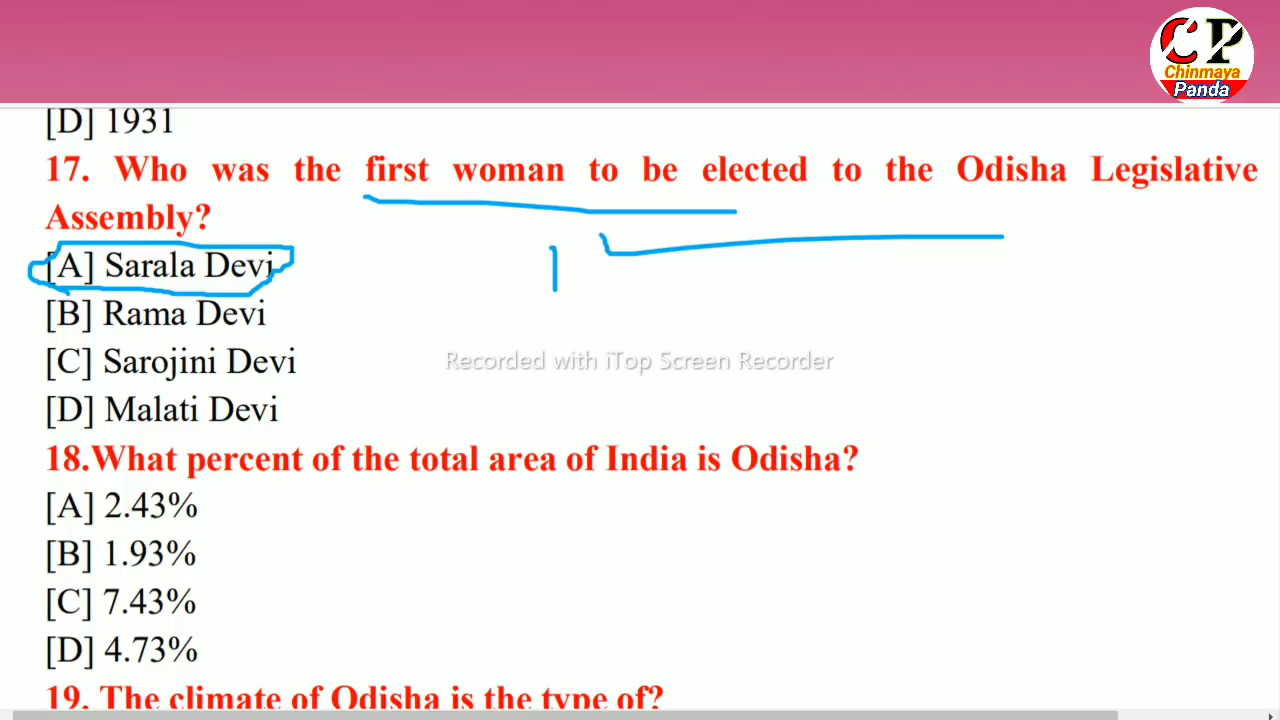 CP
Chinmaya
Panda
[D] 1931
17. Who was the first woman to be elected to the Odisha Legislative
Assembly?
[A] Sarala Devi
[B] Rama Devi
Recorded with iTop Screen Recorder
[C] Sarojini Devi
[D] Malati Devi
18.What percent of the total area of India is Odisha?
[A] 2.43%
[B] 1.93%
[C] 7.43%
[D] 4.73%
19. The climate of Odisha is the type of?